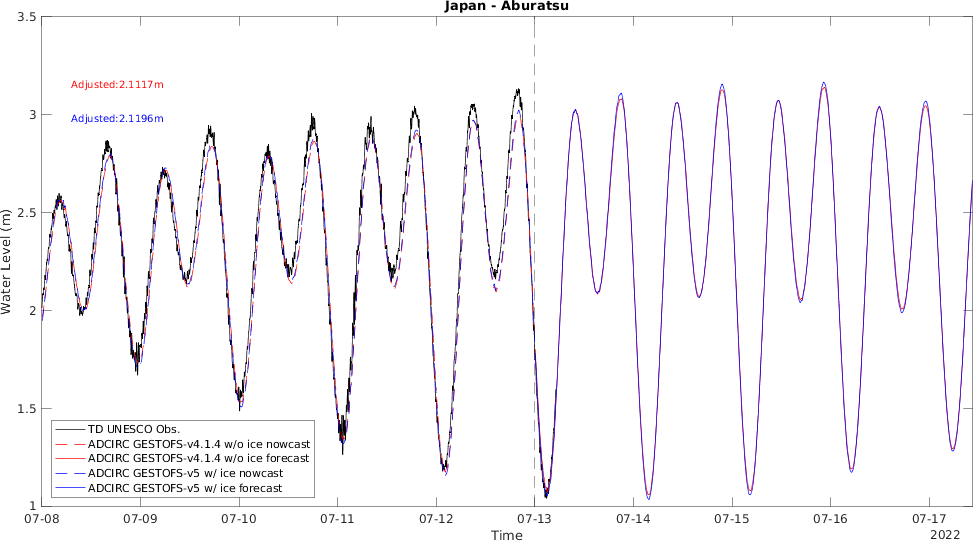 Japan - Aburatsu
3.5
3
2.5
2
1.5
1
Water Level (m)
Adjusted:2.1117m
Adjusted:2.1196m
TD UNESCO Obs.
ADCIRC GESTOFS-v4.1.4 w/o ice nowcast
ADCIRC GESTOFS-v4.1.4 w/o ice forecast
ADCIRC GESTOFS-v5 w/ ice nowcast
ADCIRC GESTOFS-v5 w/ ice forecast
07-08 07-09 07-10 07-11 07-12 07-13 07-14 07-15 07-16 07-17
Time
2022